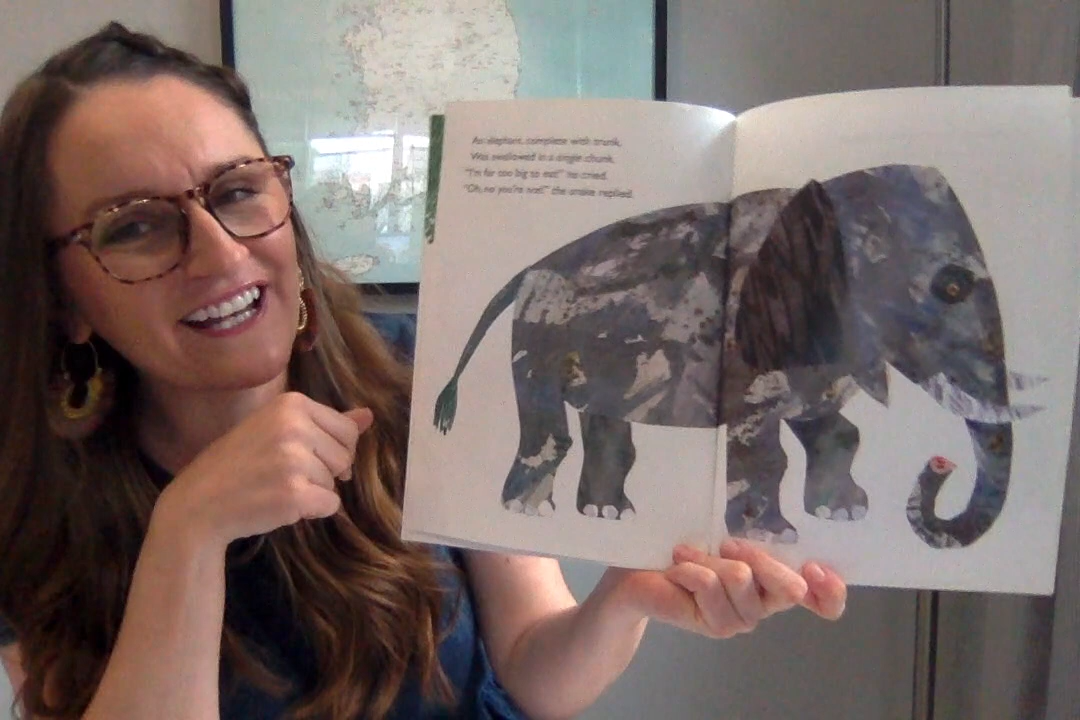 An elephant, complete with trunk,
Was swallowed in a single chunk.
"I'm far too big to eat!" he cried.
"Oh, no you're not!" the snake replied.